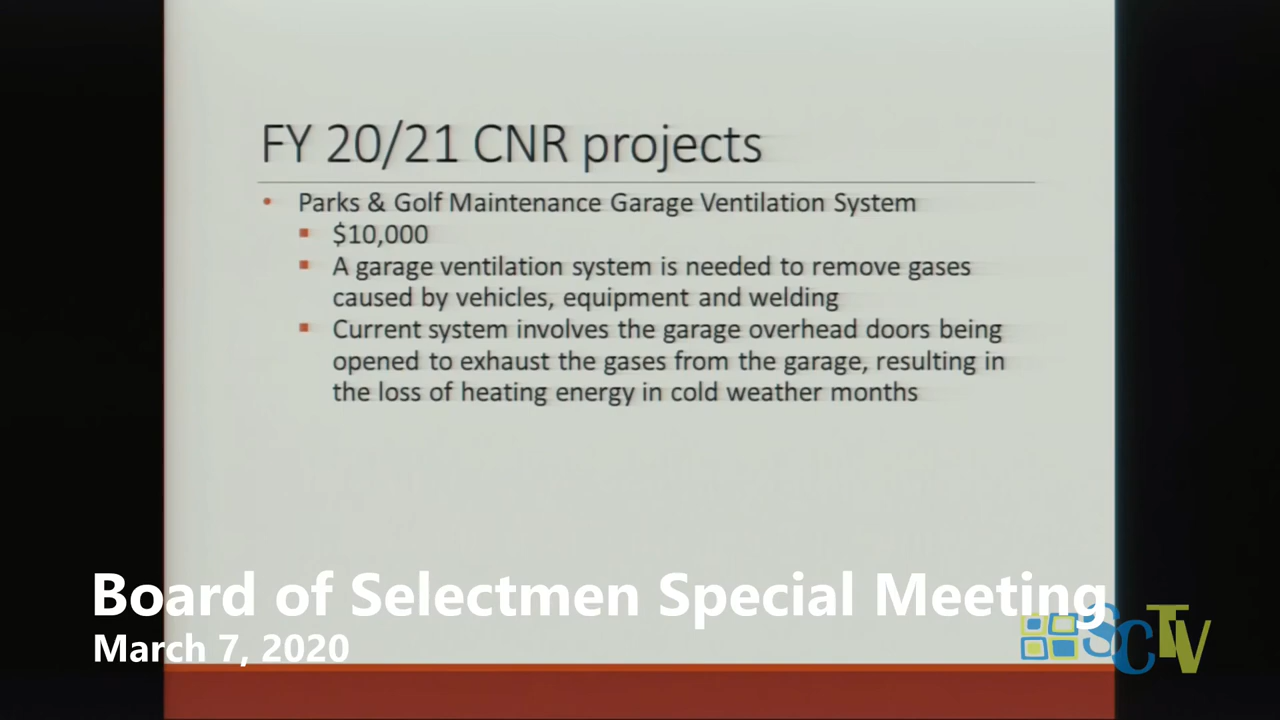 FY 20/21 CNR projects
• Parks & Golf Maintenance Garage Ventilation System
▪ $10,000
▪ A garage ventilation system is needed to remove gases
caused by vehicles, equipment and welding
▪ Current system involves the garage overhead doors being
opened to exhaust the gases from the garage, resulting in
the loss of heating energy in cold weather months
Board of Selectmen Special Meeting
March 7, 2020
SCTV